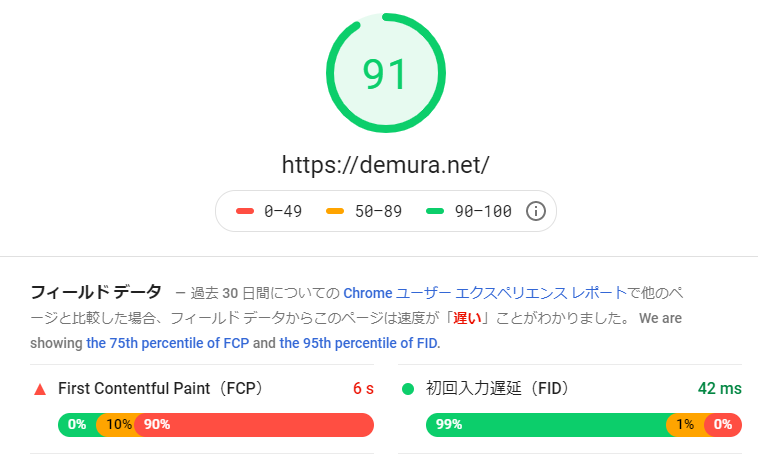 91
https://demura.net/
0–49 50–89 90–100
フィールド データ — 過去 30 日間についての Chrome ユーザー エクスペリエンス レポートで他のペ
ージと比較した場合、フィールド データからこのページは速度が「遅い」ことがわかりました。 We are
showing the 75th percentile of FCP and the 95th percentile of FID.
First Contentful Paint（FCP） 6 s
0% 10% 90%
初回入力遅延（FID） 42 ms
99% 1% 0%